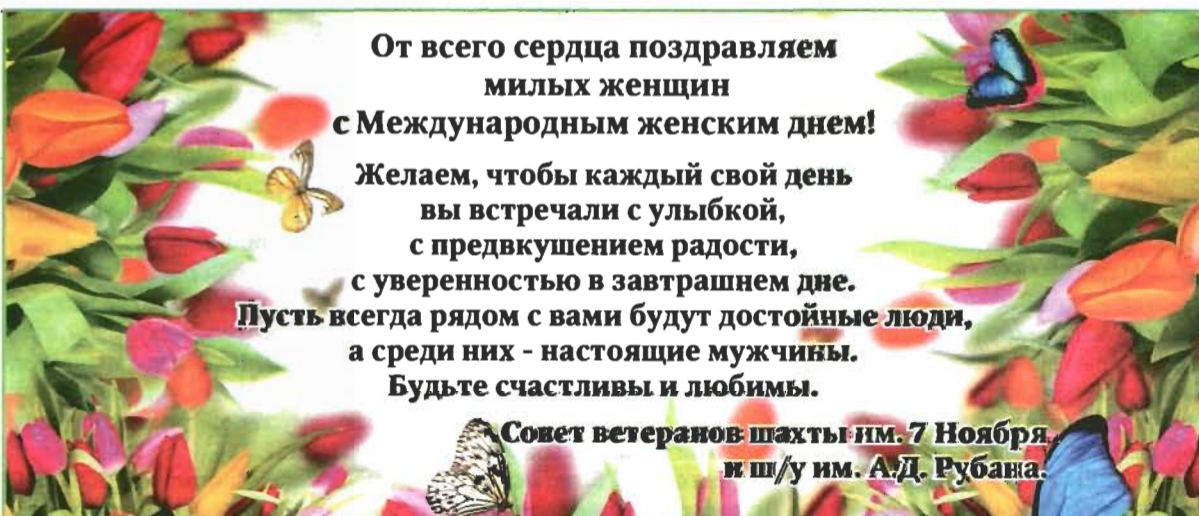 От всего сердца поздравляем
милых женщин
с Международным женским днем!
Желаем, чтобы каждый свой день
вы встречали с улыбкой,
с предвкушением радости,
с уверенностью в завтрашнем дне.
Пусть всегда рядом с вами будут достойные люди,
а среди них - настоящие мужчины.
Будьте счастливы и любимы.
Совет ветеранов шахты им. 7 Ноября
и ш/у им. А.Д. Рубана.